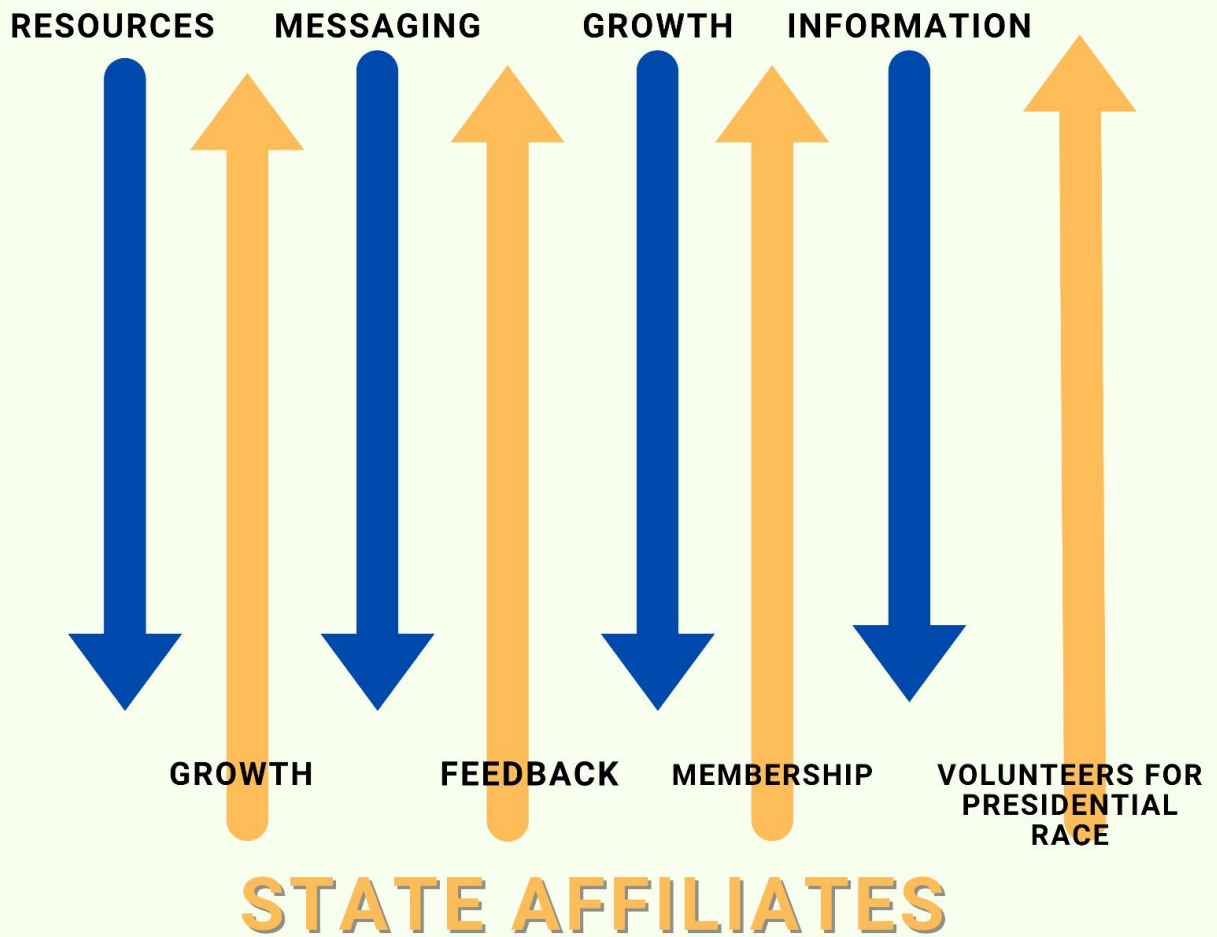 RESOURCES MESSAGING GROWTH INFORMATION
GROWTH FEEDBACK MEMBERSHIP VOLUNTEERS FOR
PRESIDENTIAL
RACE
STATE AFFILIATES